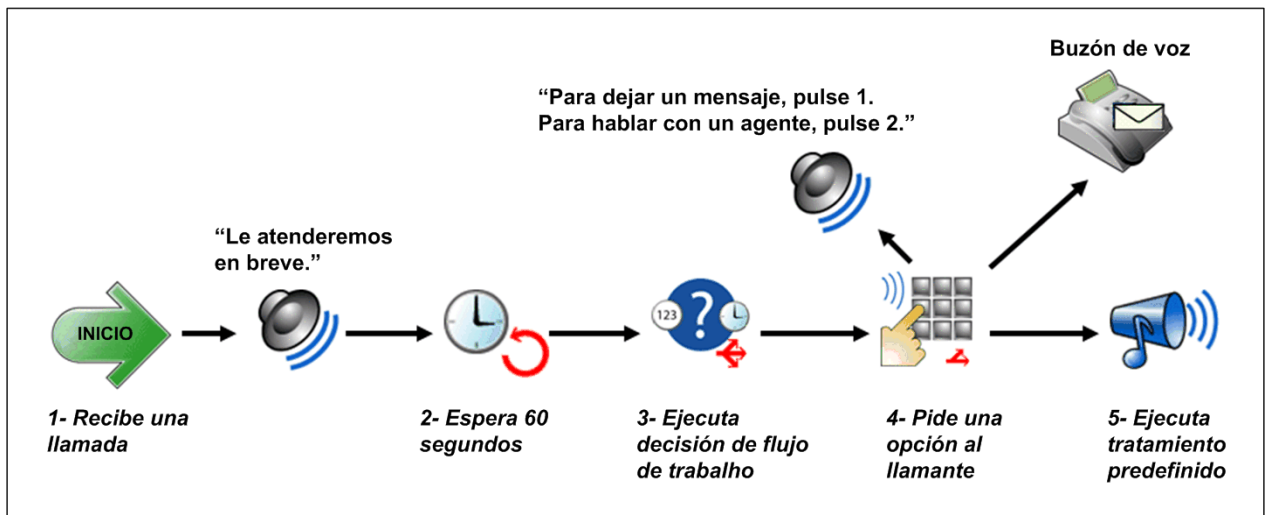 Buzón de voz
“Para dejar un mensaje, pulse 1.
Para hablar con un agente, pulse 2.”
“Le atenderemos
en breve.”
INICIO
123
?
1- Recibe una
llamada
2- Espera 60
segundos
3- Ejecuta
decisión de flujo
de trabalho
4- Pide una
opción al
llamante
5- Ejecuta
tratamiento
predefinido